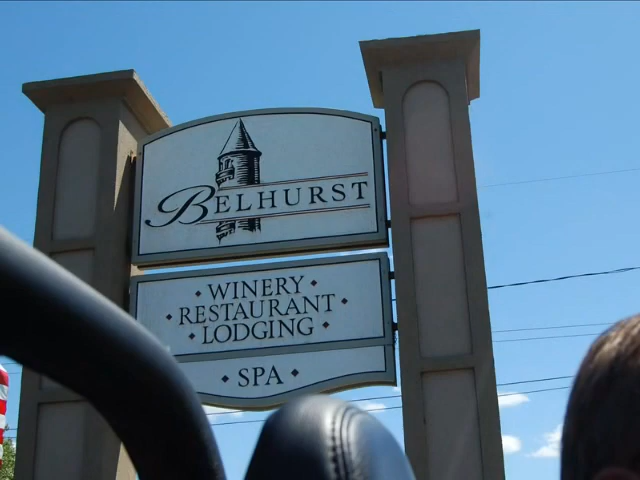 BELHURST
WINERY
• RESTAURANT •
• LODGING •
• SPA •